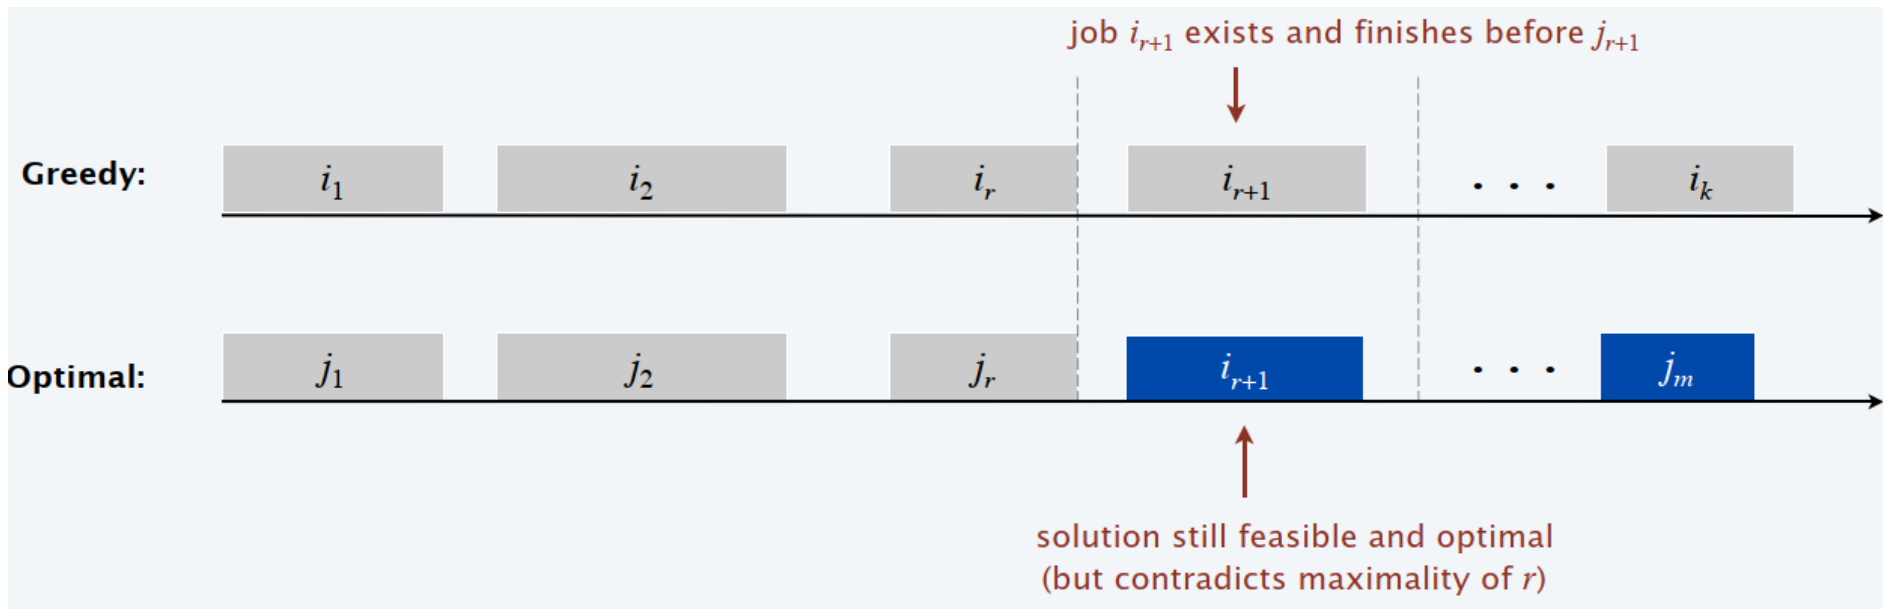 job i_{r+1} exists and finishes before j_{r+1}
Greedy: i_1 i_2 i_r i_{r+1} . . . i_k
Optimal: j_1 j_2 j_r i_{r+1} . . . j_m
solution still feasible and optimal
(but contradicts maximality of r)